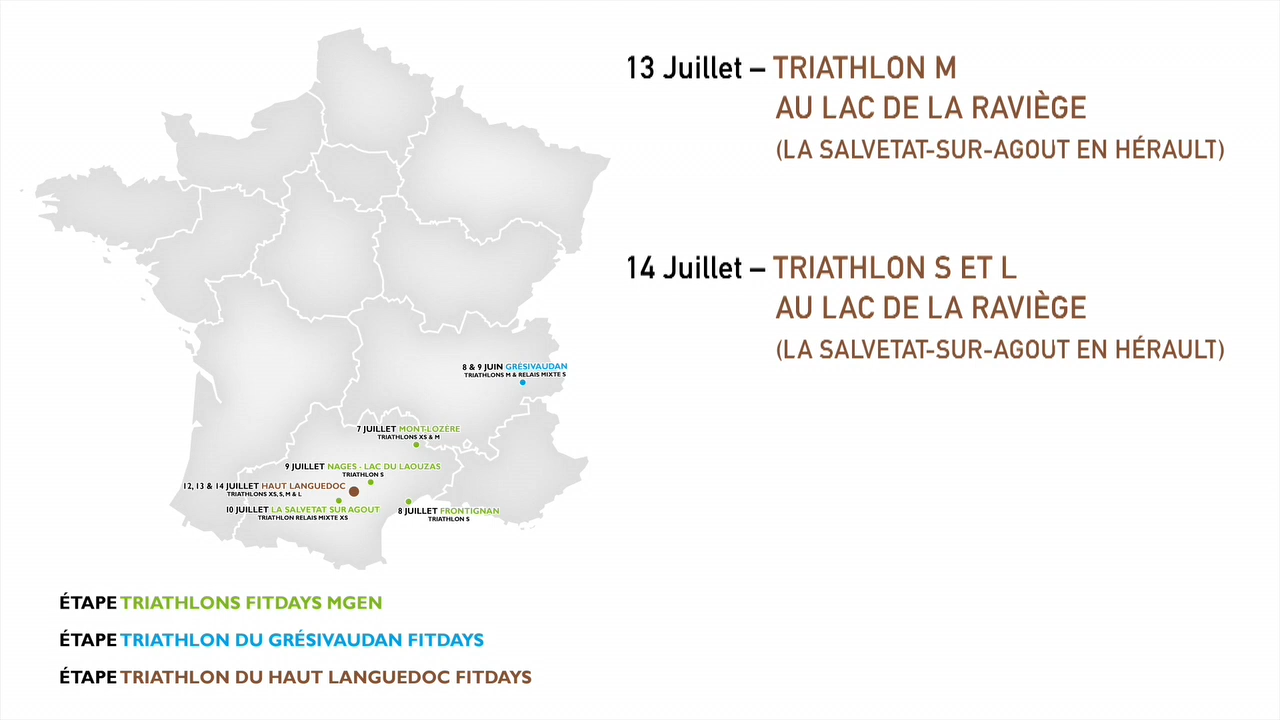 13 Juillet – TRIATHLON M
AU LAC DE LA RAVIÈGE
(LA SALVETAT-SUR-AGOUT EN HÉRAULT)
14 Juillet – TRIATHLON S ET L
AU LAC DE LA RAVIÈGE
(LA SALVETAT-SUR-AGOUT EN HÉRAULT)
8 & 9 JUIN GRÉSIVAUDAN
TRIATHLONS M & RELAIS MIXTE S
7 JUILLET MONT-LOZÈRE
TRIATHLONS XS & M
9 JUILLET NAGES - LAC DU LAOUZAS
TRIATHLON S
12, 13 & 14 JUILLET HAUT LANGUEDOC
TRIATHLONS XS, S, M & L
10 JUILLET LA SALVETAT SUR AGOUT
TRIATHLON RELAIS MIXTE XS
8 JUILLET FRONTIGNAN
TRIATHLON S
ÉTAPE TRIATHLONS FITDAYS MGEN
ÉTAPE TRIATHLON DU GRÉSIVAUDAN FITDAYS
ÉTAPE TRIATHLON DU HAUT LANGUEDOC FITDAYS